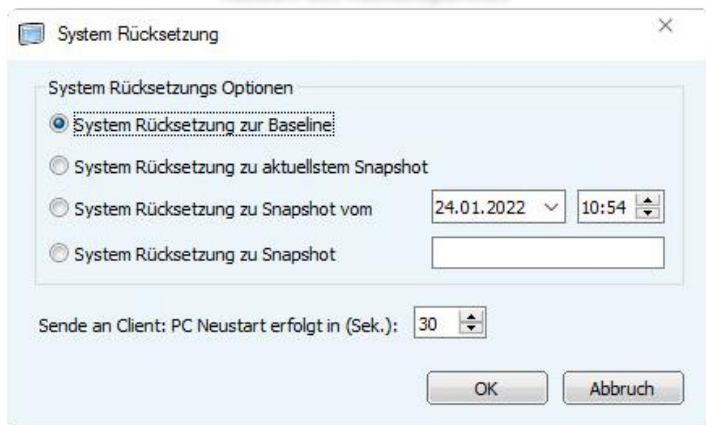 System Rücksetzung
System Rücksetzungs Optionen
System Rücksetzung zur Baseline
System Rücksetzung zu aktuellstem Snapshot
System Rücksetzung zu Snapshot vom 24.01.2022 10:54
System Rücksetzung zu Snapshot
Sende an Client: PC Neustart erfolgt in (Sek.): 30
OK Abbruch